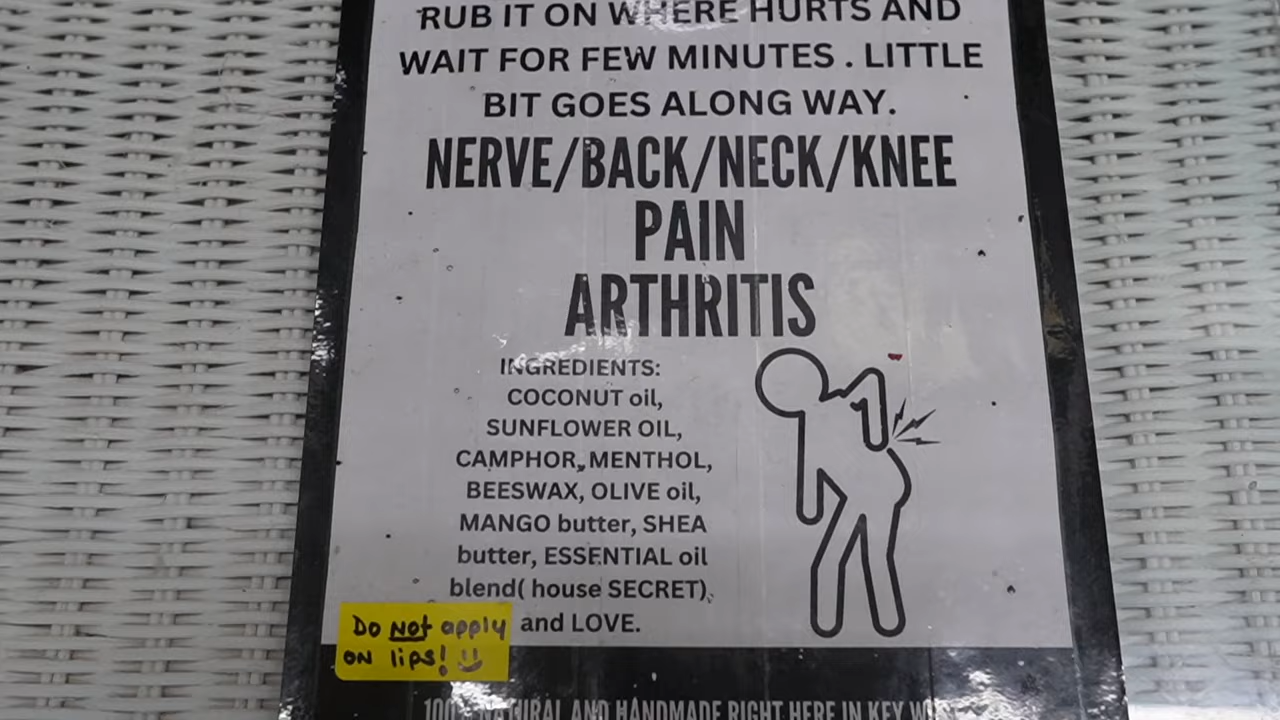 RUB IT ON WHERE HURTS AND
WAIT FOR FEW MINUTES . LITTLE
BIT GOES ALONG WAY.
NERVE/BACK/NECK/KNEE
PAIN
ARTHRITIS
INGREDIENTS:
COCONUT oil,
SUNFLOWER OIL,
CAMPHOR, MENTHOL,
BEESWAX, OLIVE oil,
MANGO butter, SHEA
butter, ESSENTIAL oil
blend( house SECRET),
and LOVE.
Do Not apply
ON lips!
NATURAL AND HANDMADE RIGHT HERE IN KEY